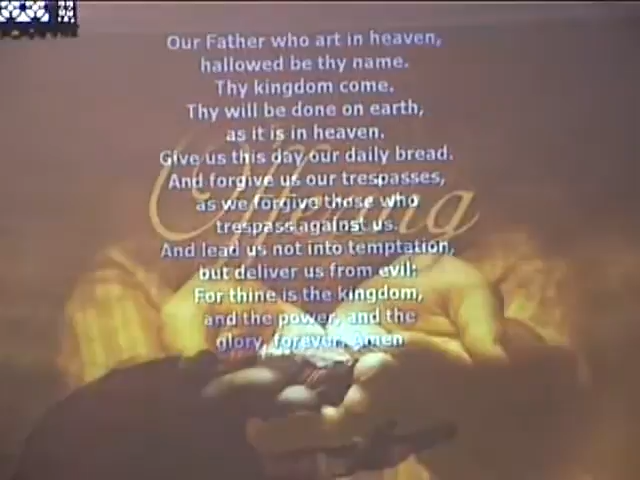 Our Father who art in heaven,
hallowed be thy name.
Thy kingdom come.
Thy will be done on earth,
as it is in heaven.
Give us this day our daily bread.
And forgive us our trespasses,
as we forgive those who
trespass against us.
And lead us not into temptation,
but deliver us from evil:
For thine is the kingdom,
and the power, and the
glory, forever. Amen
Offering